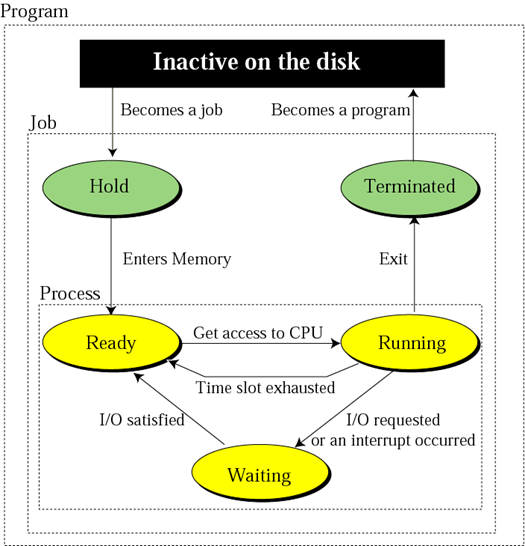 Program
Inactive on the disk
Becomes a job
Becomes a program
Job
Hold
Terminated
Enters Memory
Exit
Process
Ready
Get access to CPU
Running
Time slot exhausted
I/O satisfied
I/O requested
or an interrupt occurred
Waiting